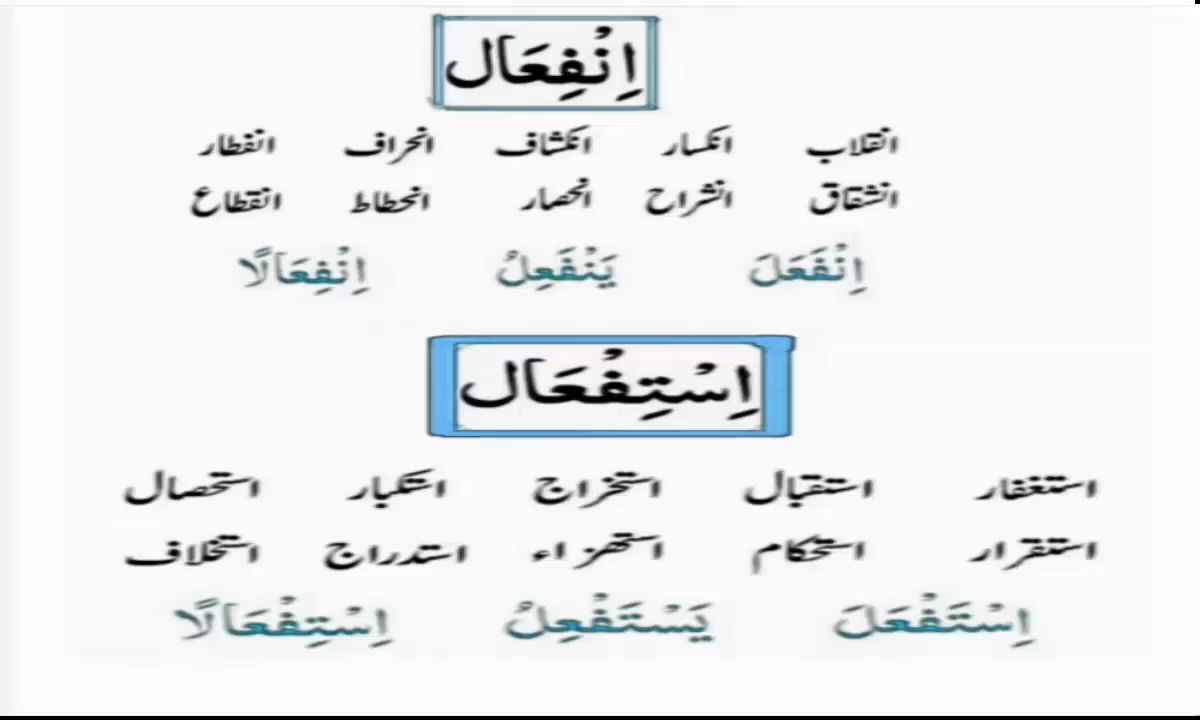 اِنْفِعَال
انقلاب انکسار انکشاف انحراف انفطار
انشقاق انشراح انحصار انحطاط انقطاع
اِنْفَعَلَ يَنْفَعِلُ اِنْفِعَالًا
اِسْتِفْعَال
استغفار استقبال استخراج استکبار استحصال
استقرار استحکام استهزاء استدراج استخلاف
اِسْتَفْعَلَ يَسْتَفْعِلُ اِسْتِفْعَالًا